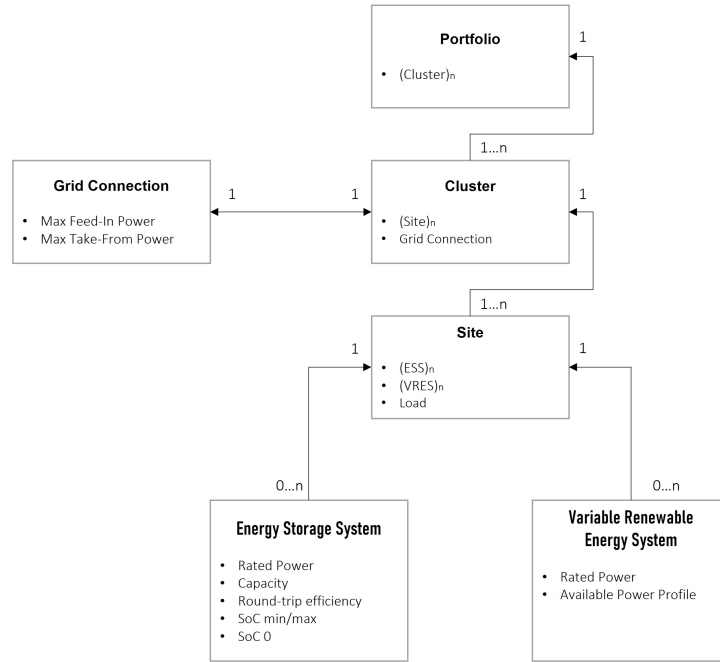 Portfolio
• (Cluster)n
1
1...n
Grid Connection
• Max Feed-In Power
• Max Take-From Power
1
1
Cluster
• (Site)n
• Grid Connection
1
1...n
Site
• (ESS)n
• (VRES)n
• Load
1
1
0...n
0...n
Energy Storage System
• Rated Power
• Capacity
• Round-trip efficiency
• SoC min/max
• SoC 0
Variable Renewable
Energy System
• Rated Power
• Available Power Profile